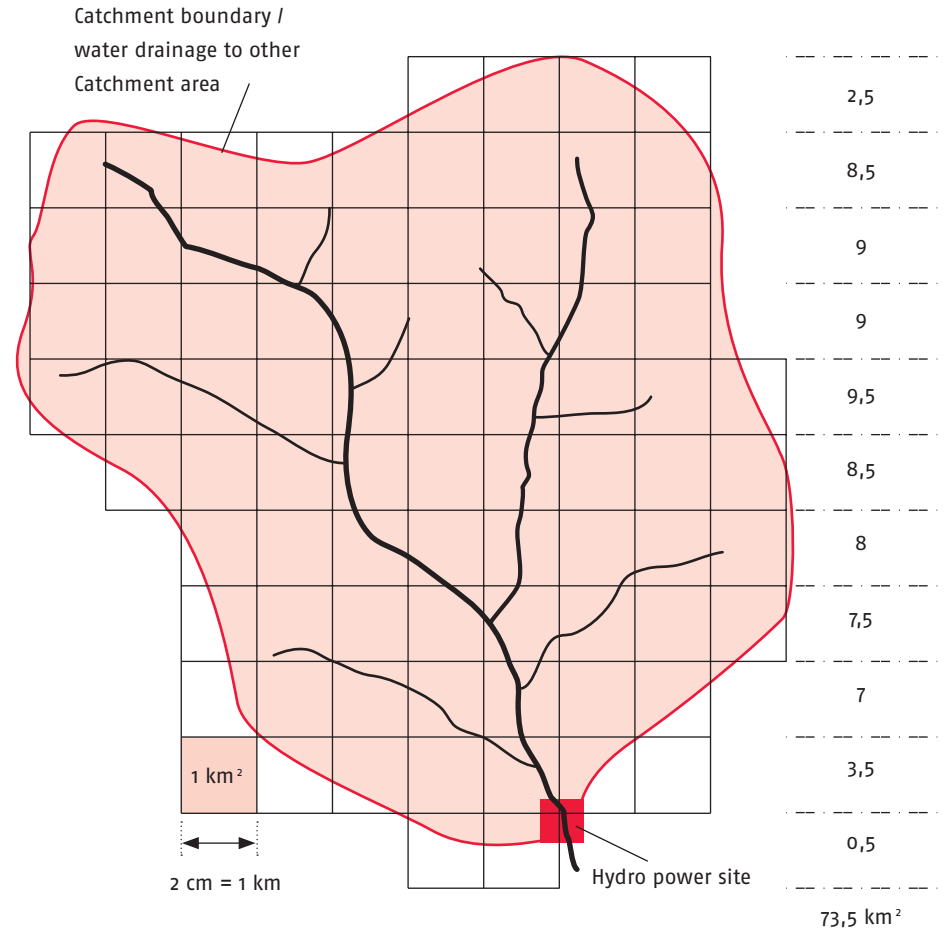 Catchment boundary /
water drainage to other
Catchment area
2,5
8,5
9
9
9,5
8,5
8
7,5
7
3,5
0,5
73,5 km²
1 km²
2 cm = 1 km
Hydro power site